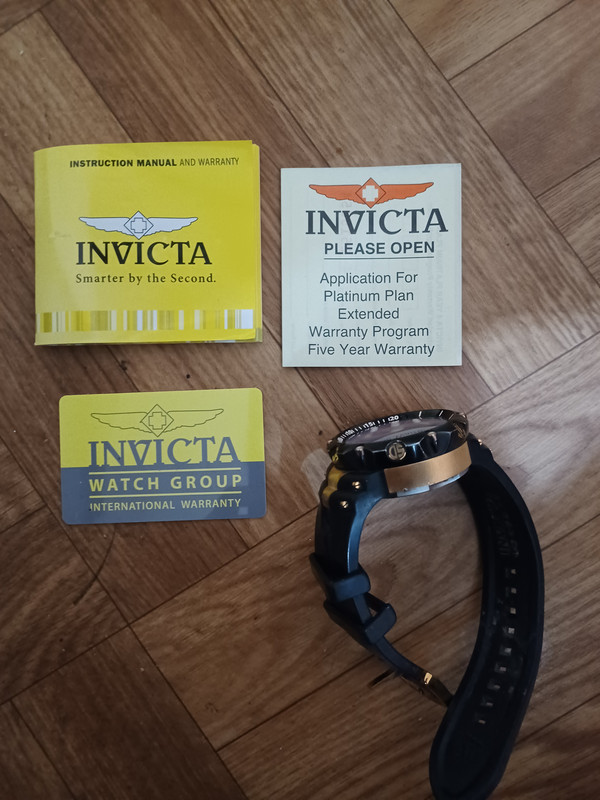 INSTRUCTION MANUAL AND WARRANTY
INVICTA
Smarter by the Second.
INVICTA
PLEASE OPEN
Application For
Platinum Plan
Extended
Warranty Program
Five Year Warranty
INVICTA
WATCH GROUP
INTERNATIONAL WARRANTY
120